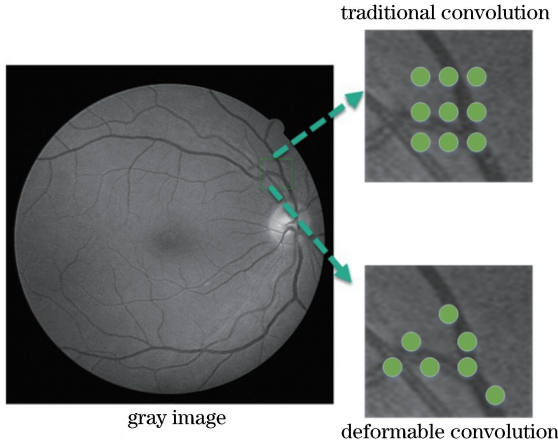 traditional convolution
gray image
deformable convolution